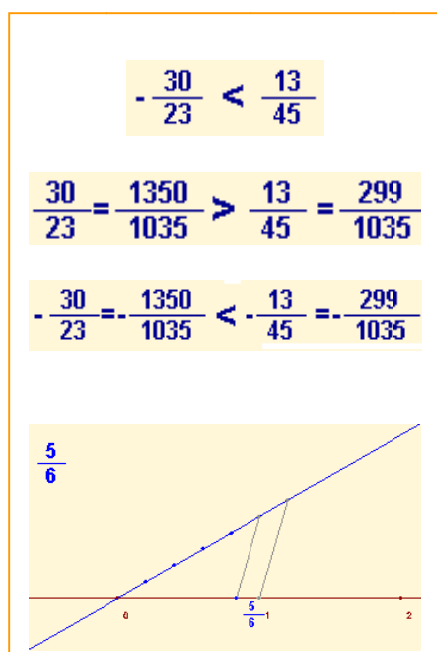 - 30/23 < 13/45
30/23 = 1350/1035 > 13/45 = 299/1035
- 30/23 =- 1350/1035 < - 13/45 =- 299/1035
5/6
0 5/6 1 2